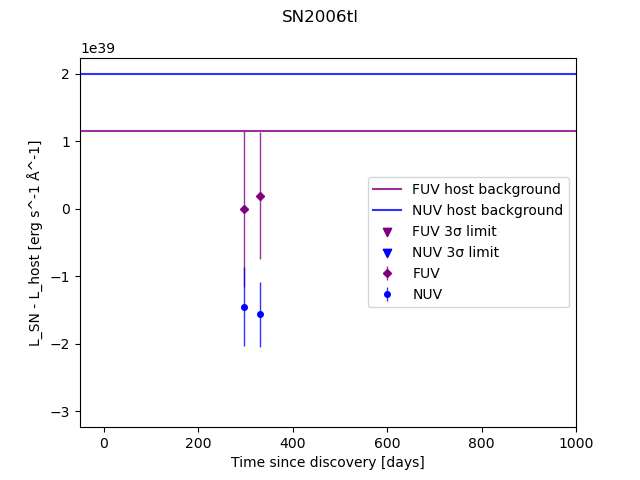 SN2006tl
1e39
2
1
0
−1
−2
−3
L_SN - L_host [erg s^-1 Å^-1]
FUV host background
NUV host background
FUV 3σ limit
NUV 3σ limit
FUV
NUV
0 200 400 600 800 1000
Time since discovery [days]